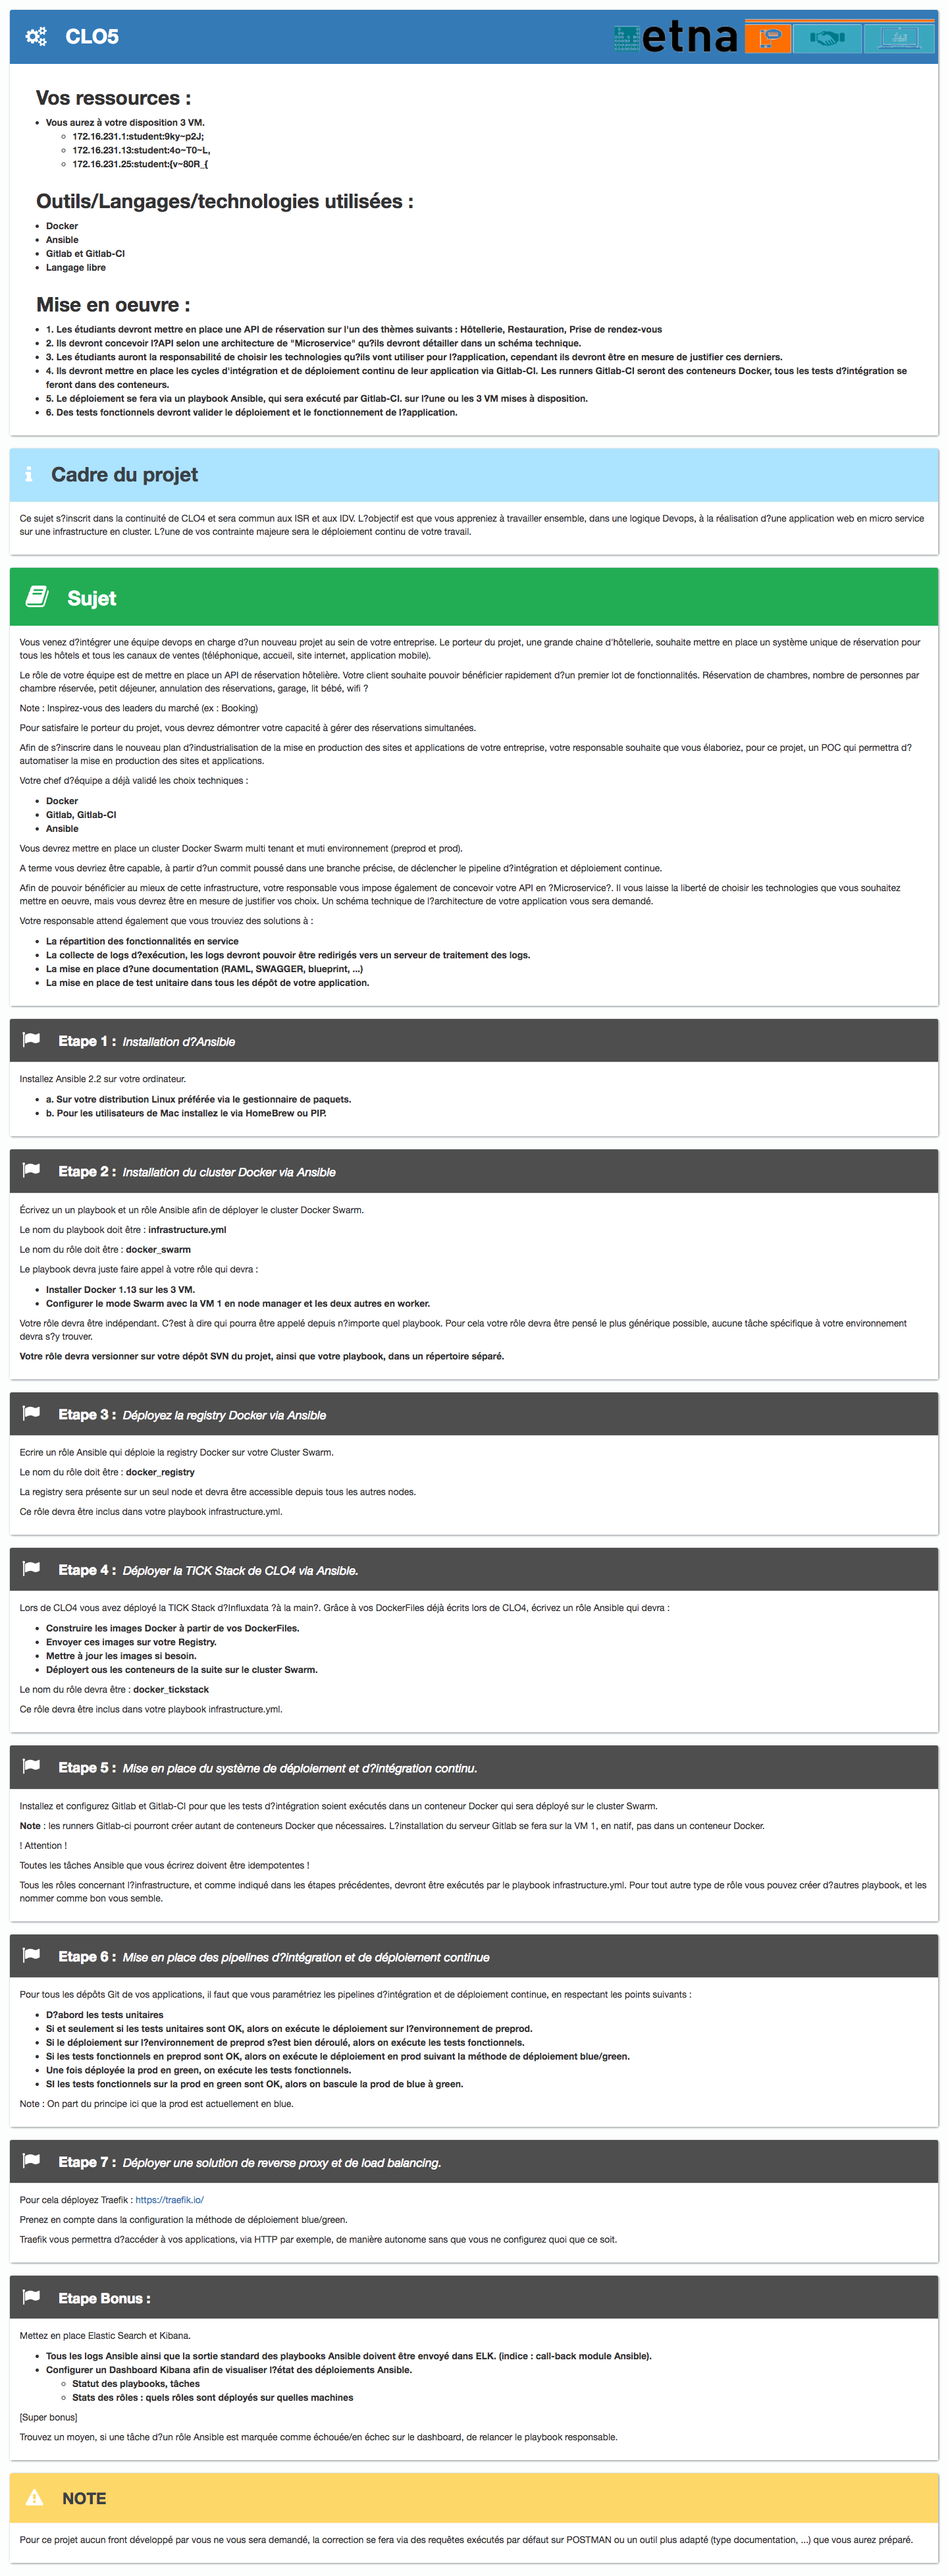 CLO5
etna
Vos ressources :
Vous aurez à votre disposition 3 VM.
172.16.231.1:student:9ky~p2J;
172.16.231.13:student:4o~T0~L,
172.16.231.25:student:{v~80R_{
Outils/Langages/technologies utilisées :
Docker
Ansible
Gitlab et Gitlab-CI
Langage libre
Mise en oeuvre :
1. Les étudiants devront mettre en place une API de réservation sur l'un des thèmes suivants : Hôtellerie, Restauration, Prise de rendez-vous
2. Ils devront concevoir l?API selon une architecture de "Microservice" qu?ils devront détailler dans un schéma technique.
3. Les étudiants auront la responsabilité de choisir les technologies qu?ils vont utiliser pour l?application, cependant ils devront être en mesure de justifier ces derniers.
4. Ils devront mettre en place les cycles d'intégration et de déploiement continu de leur application via Gitlab-CI. Les runners Gitlab-CI seront des conteneurs Docker, tous les tests d?intégration se
feront dans des conteneurs.
5. Le déploiement se fera via un playbook Ansible, qui sera exécuté par Gitlab-CI. sur l?une ou les 3 VM mises à disposition.
6. Des tests fonctionnels devront valider le déploiement et le fonctionnement de l?application.
Cadre du projet
Ce sujet s?inscrit dans la continuité de CLO4 et sera commun aux ISR et aux IDV. L?objectif est que vous appreniez à travailler ensemble, dans une logique Devops, à la réalisation d?une application web en micro service
sur une infrastructure en cluster. L?une de vos contrainte majeure sera le déploiement continu de votre travail.
Sujet
Vous venez d?intégrer une équipe devops en charge d?un nouveau projet au sein de votre entreprise. Le porteur du projet, une grande chaine d'hôtellerie, souhaite mettre en place un système unique de réservation pour
tous les hôtels et tous les canaux de ventes (téléphonique, accueil, site internet, application mobile).
Le rôle de votre équipe est de mettre en place un API de réservation hôtelière. Votre client souhaite pouvoir bénéficier rapidement d?un premier lot de fonctionnalités. Réservation de chambres, nombre de personnes par
chambre réservée, petit déjeuner, annulation des réservations, garage, lit bébé, wifi ?
Note : Inspirez-vous des leaders du marché (ex : Booking)
Pour satisfaire le porteur du projet, vous devrez démontrer votre capacité à gérer des réservations simultanées.
Afin de s?inscrire dans le nouveau plan d?industrialisation de la mise en production des sites et applications de votre entreprise, votre responsable souhaite que vous élaboriez, pour ce projet, un POC qui permettra d?
automatiser la mise en production des sites et applications.
Votre chef d?équipe a déjà validé les choix techniques :
Docker
Gitlab, Gitlab-CI
Ansible
Vous devrez mettre en place un cluster Docker Swarm multi tenant et muti environnement (preprod et prod).
A terme vous devriez être capable, à partir d?un commit poussé dans une branche précise, de déclencher le pipeline d?intégration et déploiement continue.
Afin de pouvoir bénéficier au mieux de cette infrastructure, votre responsable vous impose également de concevoir votre API en ?Microservice?. Il vous laisse la liberté de choisir les technologies que vous souhaitez
mettre en oeuvre, mais vous devrez être en mesure de justifier vos choix. Un schéma technique de l?architecture de votre application vous sera demandé.
Votre responsable attend également que vous trouviez des solutions à :
La répartition des fonctionnalités en service
La collecte de logs d?exécution, les logs devront pouvoir être redirigés vers un serveur de traitement des logs.
La mise en place d?une documentation (RAML, SWAGGER, blueprint, ...)
La mise en place de test unitaire dans tous les dépôt de votre application.
Etape 1 : Installation d?Ansible
Installez Ansible 2.2 sur votre ordinateur.
a. Sur votre distribution Linux préférée via le gestionnaire de paquets.
b. Pour les utilisateurs de Mac installez le via HomeBrew ou PIP.
Etape 2 : Installation du cluster Docker via Ansible
Écrivez un un playbook et un rôle Ansible afin de déployer le cluster Docker Swarm.
Le nom du playbook doit être : infrastructure.yml
Le nom du rôle doit être : docker_swarm
Le playbook devra juste faire appel à votre rôle qui devra :
Installer Docker 1.13 sur les 3 VM.
Configurer le mode Swarm avec la VM 1 en node manager et les deux autres en worker.
Votre rôle devra être indépendant. C?est à dire qui pourra être appelé depuis n?importe quel playbook. Pour cela votre rôle devra être pensé le plus générique possible, aucune tâche spécifique à votre environnement
devra s?y trouver.
Votre rôle devra versionner sur votre dépôt SVN du projet, ainsi que votre playbook, dans un répertoire séparé.
Etape 3 : Déployez la registry Docker via Ansible
Ecrire un rôle Ansible qui déploie la registry Docker sur votre Cluster Swarm.
Le nom du rôle doit être : docker_registry
La registry sera présente sur un seul node et devra être accessible depuis tous les autres nodes.
Ce rôle devra être inclus dans votre playbook infrastructure.yml.
Etape 4 : Déployer la TICK Stack de CLO4 via Ansible.
Lors de CLO4 vous avez déployé la TICK Stack d?Influxdata ?à la main?. Grâce à vos DockerFiles déjà écrits lors de CLO4, écrivez un rôle Ansible qui devra :
Construire les images Docker à partir de vos DockerFiles.
Envoyer ces images sur votre Registry.
Mettre à jour les images si besoin.
Déployert ous les conteneurs de la suite sur le cluster Swarm.
Le nom du rôle devra être : docker_tickstack
Ce rôle devra être inclus dans votre playbook infrastructure.yml.
Etape 5 : Mise en place du système de déploiement et d?intégration continu.
Installez et configurez Gitlab et Gitlab-CI pour que les tests d?intégration soient exécutés dans un conteneur Docker qui sera déployé sur le cluster Swarm.
Note : les runners Gitlab-ci pourront créer autant de conteneurs Docker que nécessaires. L?installation du serveur Gitlab se fera sur la VM 1, en natif, pas dans un conteneur Docker.
! Attention !
Toutes les tâches Ansible que vous écrirez doivent être idempotentes !
Tous les rôles concernant l?infrastructure, et comme indiqué dans les étapes précédentes, devront être exécutés par le playbook infrastructure.yml. Pour tout autre type de rôle vous pouvez créer d?autres playbook, et les
nommer comme bon vous semble.
Etape 6 : Mise en place des pipelines d?intégration et de déploiement continue
Pour tous les dépôts Git de vos applications, il faut que vous paramétriez les pipelines d?intégration et de déploiement continue, en respectant les points suivants :
D?abord les tests unitaires
Si et seulement si les tests unitaires sont OK, alors on exécute le déploiement sur l?environnement de preprod.
Si le déploiement sur l?environnement de preprod s?est bien déroulé, alors on exécute les tests fonctionnels.
Si les tests fonctionnels en preprod sont OK, alors on exécute le déploiement en prod suivant la méthode de déploiement blue/green.
Une fois déployée la prod en green, on exécute les tests fonctionnels.
SI les tests fonctionnels sur la prod en green sont OK, alors on bascule la prod de blue à green.
Note : On part du principe ici que la prod est actuellement en blue.
Etape 7 : Déployer une solution de reverse proxy et de load balancing.
Pour cela déployez Traefik : https://traefik.io/
Prenez en compte dans la configuration la méthode de déploiement blue/green.
Traefik vous permettra d?accéder à vos applications, via HTTP par exemple, de manière autonome sans que vous ne configurez quoi que ce soit.
Etape Bonus :
Mettez en place Elastic Search et Kibana.
Tous les logs Ansible ainsi que la sortie standard des playbooks Ansible doivent être envoyé dans ELK. (indice : call-back module Ansible).
Configurer un Dashboard Kibana afin de visualiser l?état des déploiements Ansible.
Statut des playbooks, tâches
Stats des rôles : quels rôles sont déployés sur quelles machines
[Super bonus]
Trouvez un moyen, si une tâche d?un rôle Ansible est marquée comme échouée/en échec sur le dashboard, de relancer le playbook responsable.
NOTE
Pour ce projet aucun front développé par vous ne vous sera demandé, la correction se fera via des requêtes exécutés par défaut sur POSTMAN ou un outil plus adapté (type documentation, ...) que vous aurez préparé.